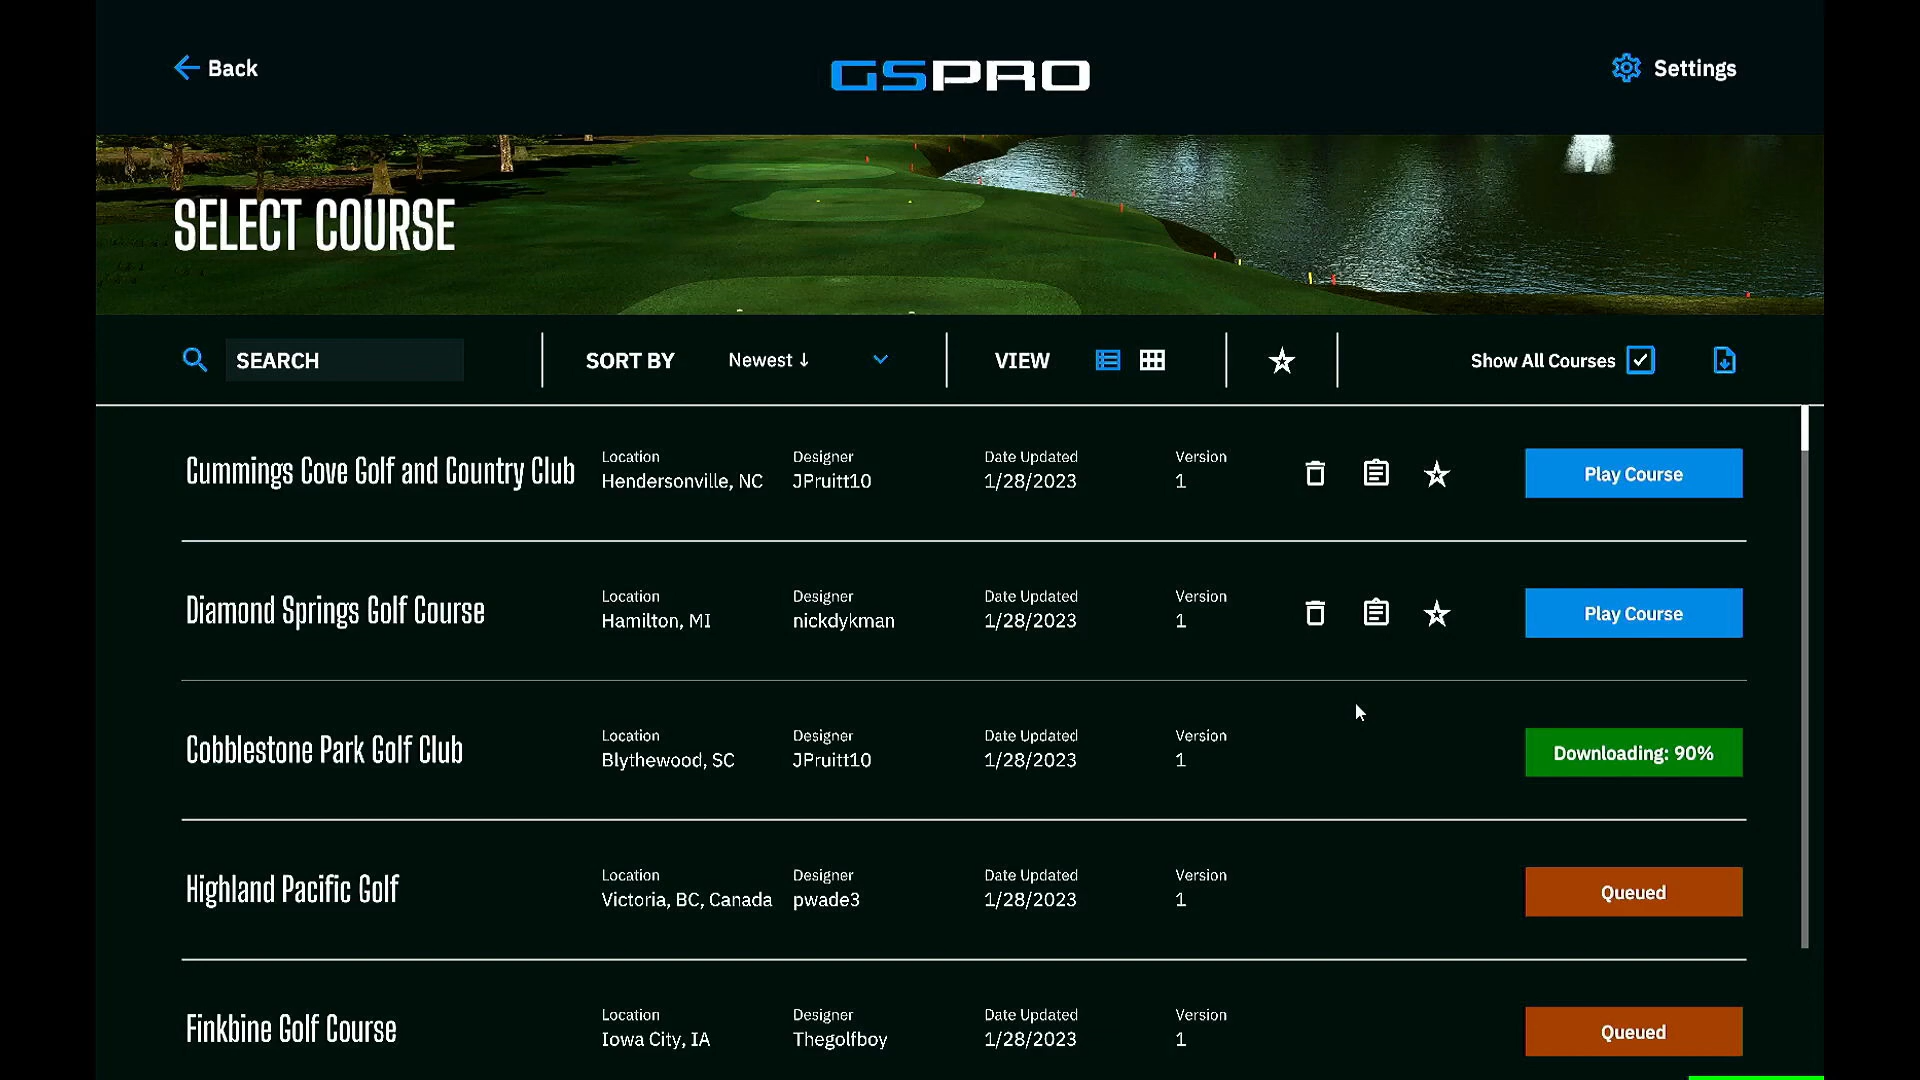 Back
GSPRO
Settings
SELECT COURSE
SEARCH
SORT BY
Newest ↓
VIEW
Show All Courses
Cummings Cove Golf and Country Club
Location
Hendersonville, NC
Designer
JPruitt10
Date Updated
1/28/2023
Version
1
Play Course
Diamond Springs Golf Course
Location
Hamilton, MI
Designer
nickdykman
Date Updated
1/28/2023
Version
1
Play Course
Cobblestone Park Golf Club
Location
Blythewood, SC
Designer
JPruitt10
Date Updated
1/28/2023
Version
1
Downloading: 90%
Highland Pacific Golf
Location
Victoria, BC, Canada
Designer
pwade3
Date Updated
1/28/2023
Version
1
Queued
Finkbine Golf Course
Location
Iowa City, IA
Designer
Thegolfboy
Date Updated
1/28/2023
Version
1
Queued